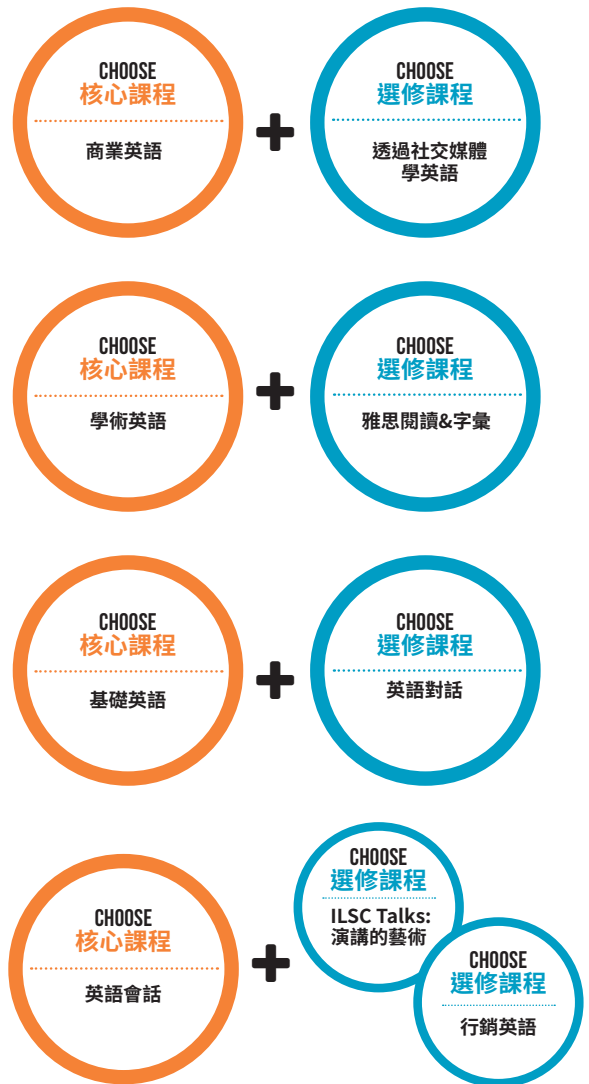 CHOOSE
核心課程
商業英語
CHOOSE
選修課程
透過社交媒體
學英語
CHOOSE
核心課程
學術英語
CHOOSE
選修課程
雅思閱讀&字彙
CHOOSE
核心課程
基礎英語
CHOOSE
選修課程
英語對話
CHOOSE
核心課程
英語會話
CHOOSE
選修課程
ILSC Talks:
演講的藝術
CHOOSE
選修課程
行銷英語